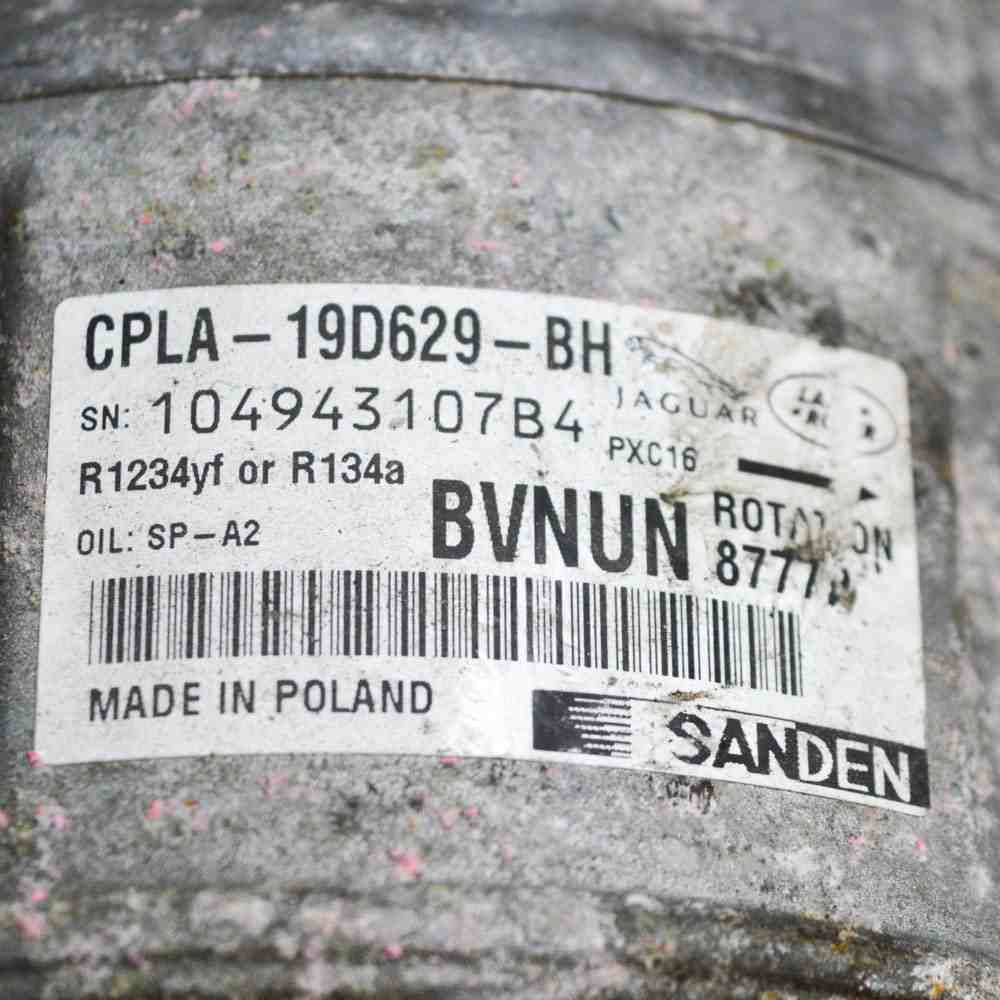 CPLA-19D629-BH
JAGUAR
SN: 104943107B4
PXC16
R1234yf or R134a
BVNUN
OIL: SP-A2
MADE IN POLAND
SANDEN